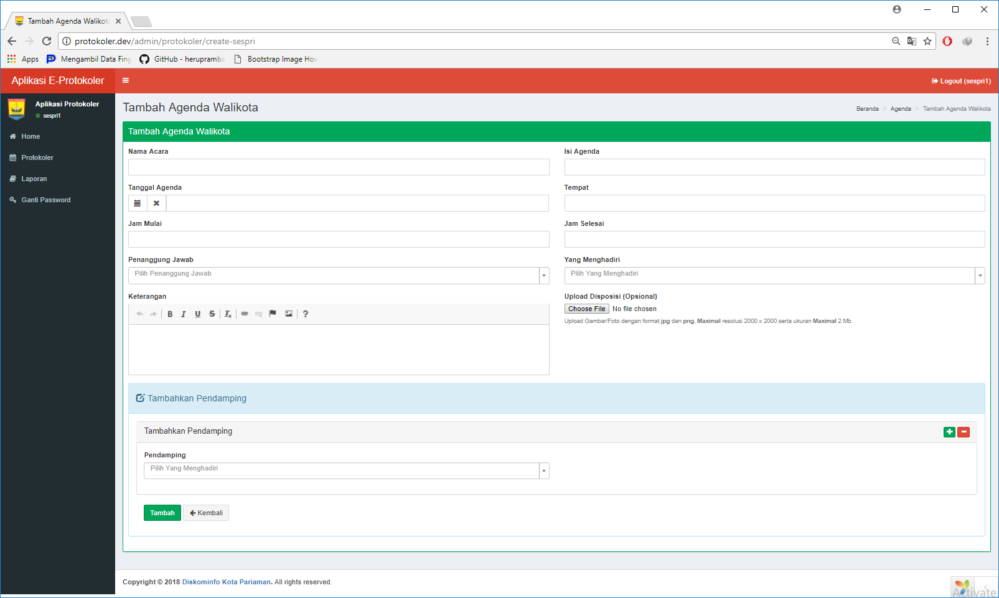 Tambah Agenda Walikota
protokoler.dev/admin/protokoler/create-sespri
Apps Mengambil Data Fing GitHub - herupramba Bootstrap Image Hov
Aplikasi E-Protokoler
Logout (sespri1)
Aplikasi Protokoler
sespri1
Home
Protokoler
Laporan
Ganti Password
Tambah Agenda Walikota
Beranda > Agenda > Tambah Agenda Walikota
Tambah Agenda Walikota
Nama Acara
Isi Agenda
Tanggal Agenda
Tempat
Jam Mulai
Jam Selesai
Penanggung Jawab
Pilih Penanggung Jawab
Yang Menghadiri
Pilih Yang Menghadiri
Keterangan
B I U S Tx ?
Upload Disposisi (Opsional)
Choose File No file chosen
Upload Gambar/Foto dengan format jpg dan png, Maximal resolusi 2000 x 2000 serta ukuran Maximal 2 Mb.
Tambahkan Pendamping
Tambahkan Pendamping
Pendamping
Pilih Yang Menghadiri
Tambah Kembali
Copyright © 2018 Diskominfo Kota Pariaman. All rights reserved.
Activate